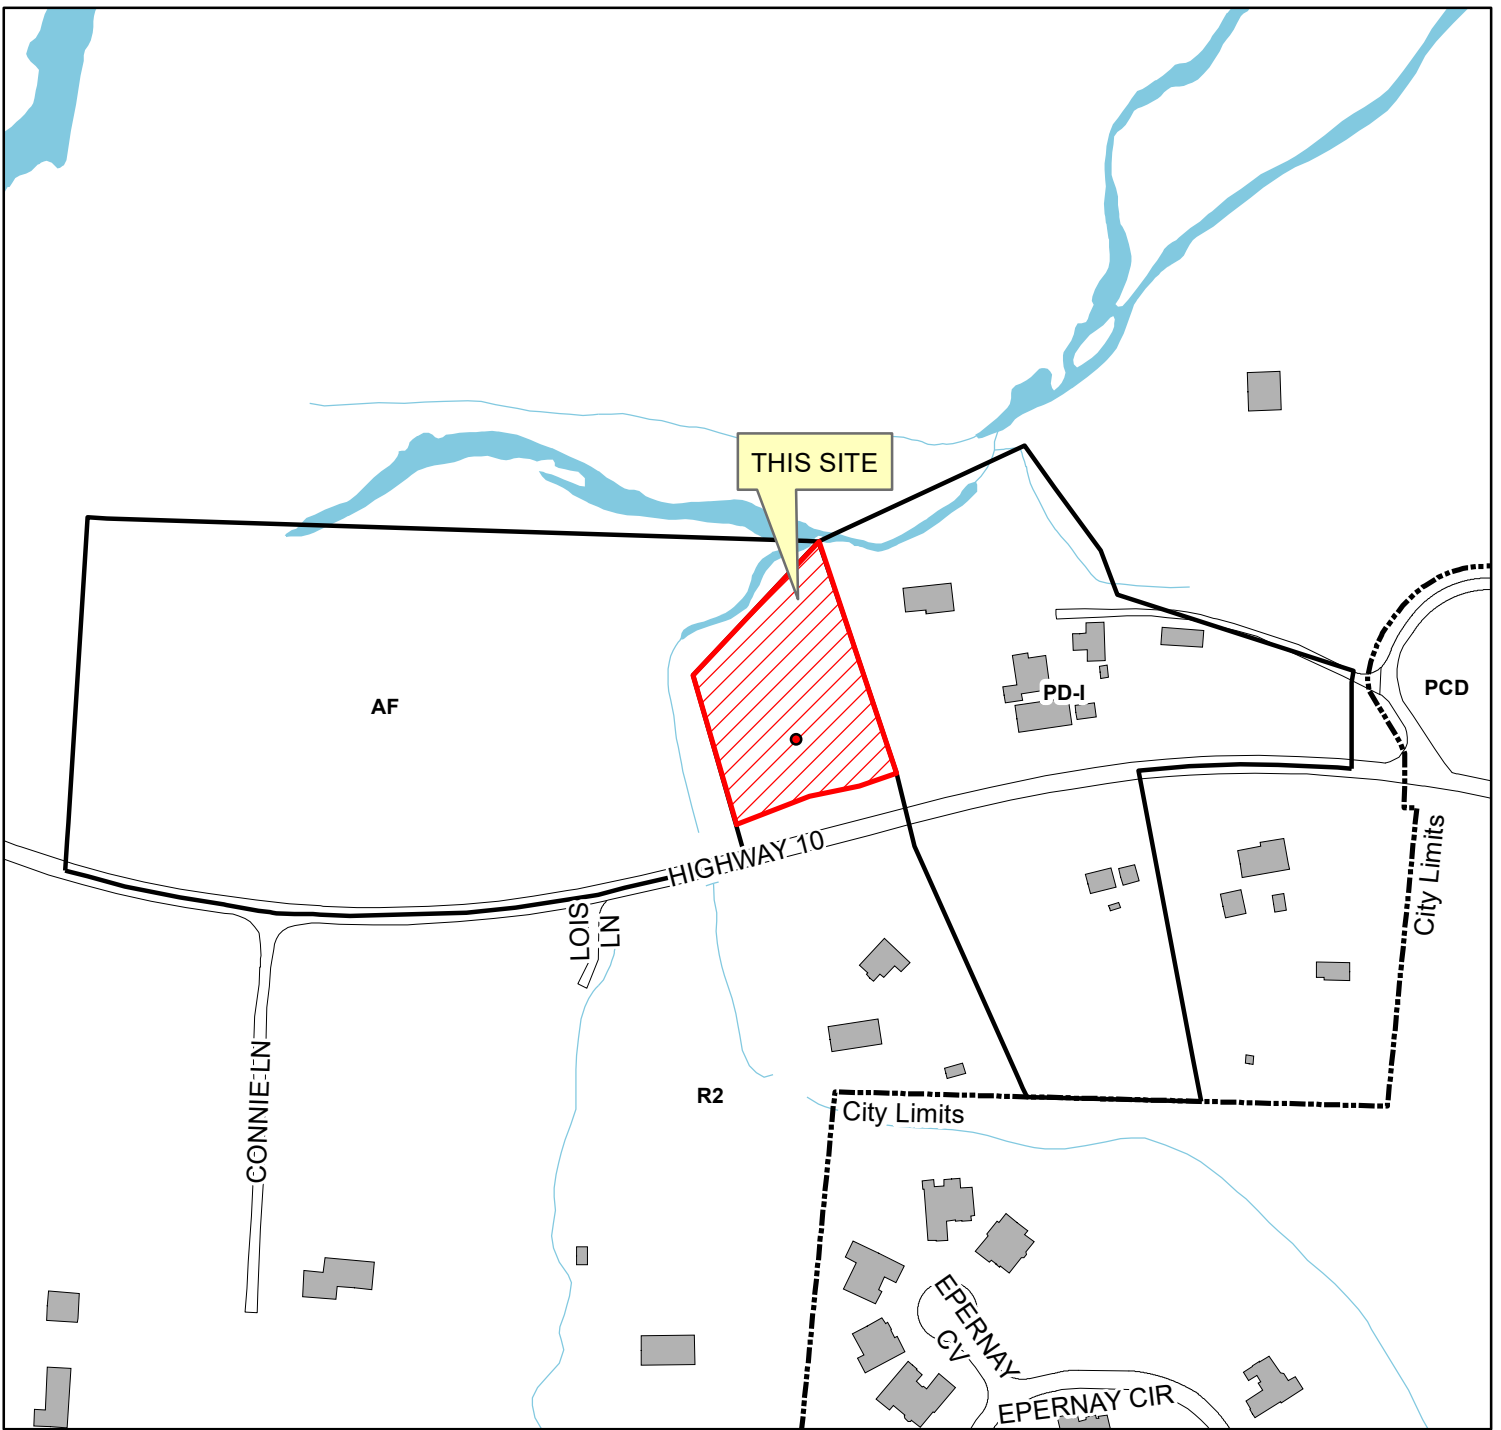 THIS SITE
AF
PD-I
PCD
HIGHWAY 10
LOIS
LN
City Limits
CONNIE LN
R2
City Limits
EPERNAY
CV
EPERNAY CIR